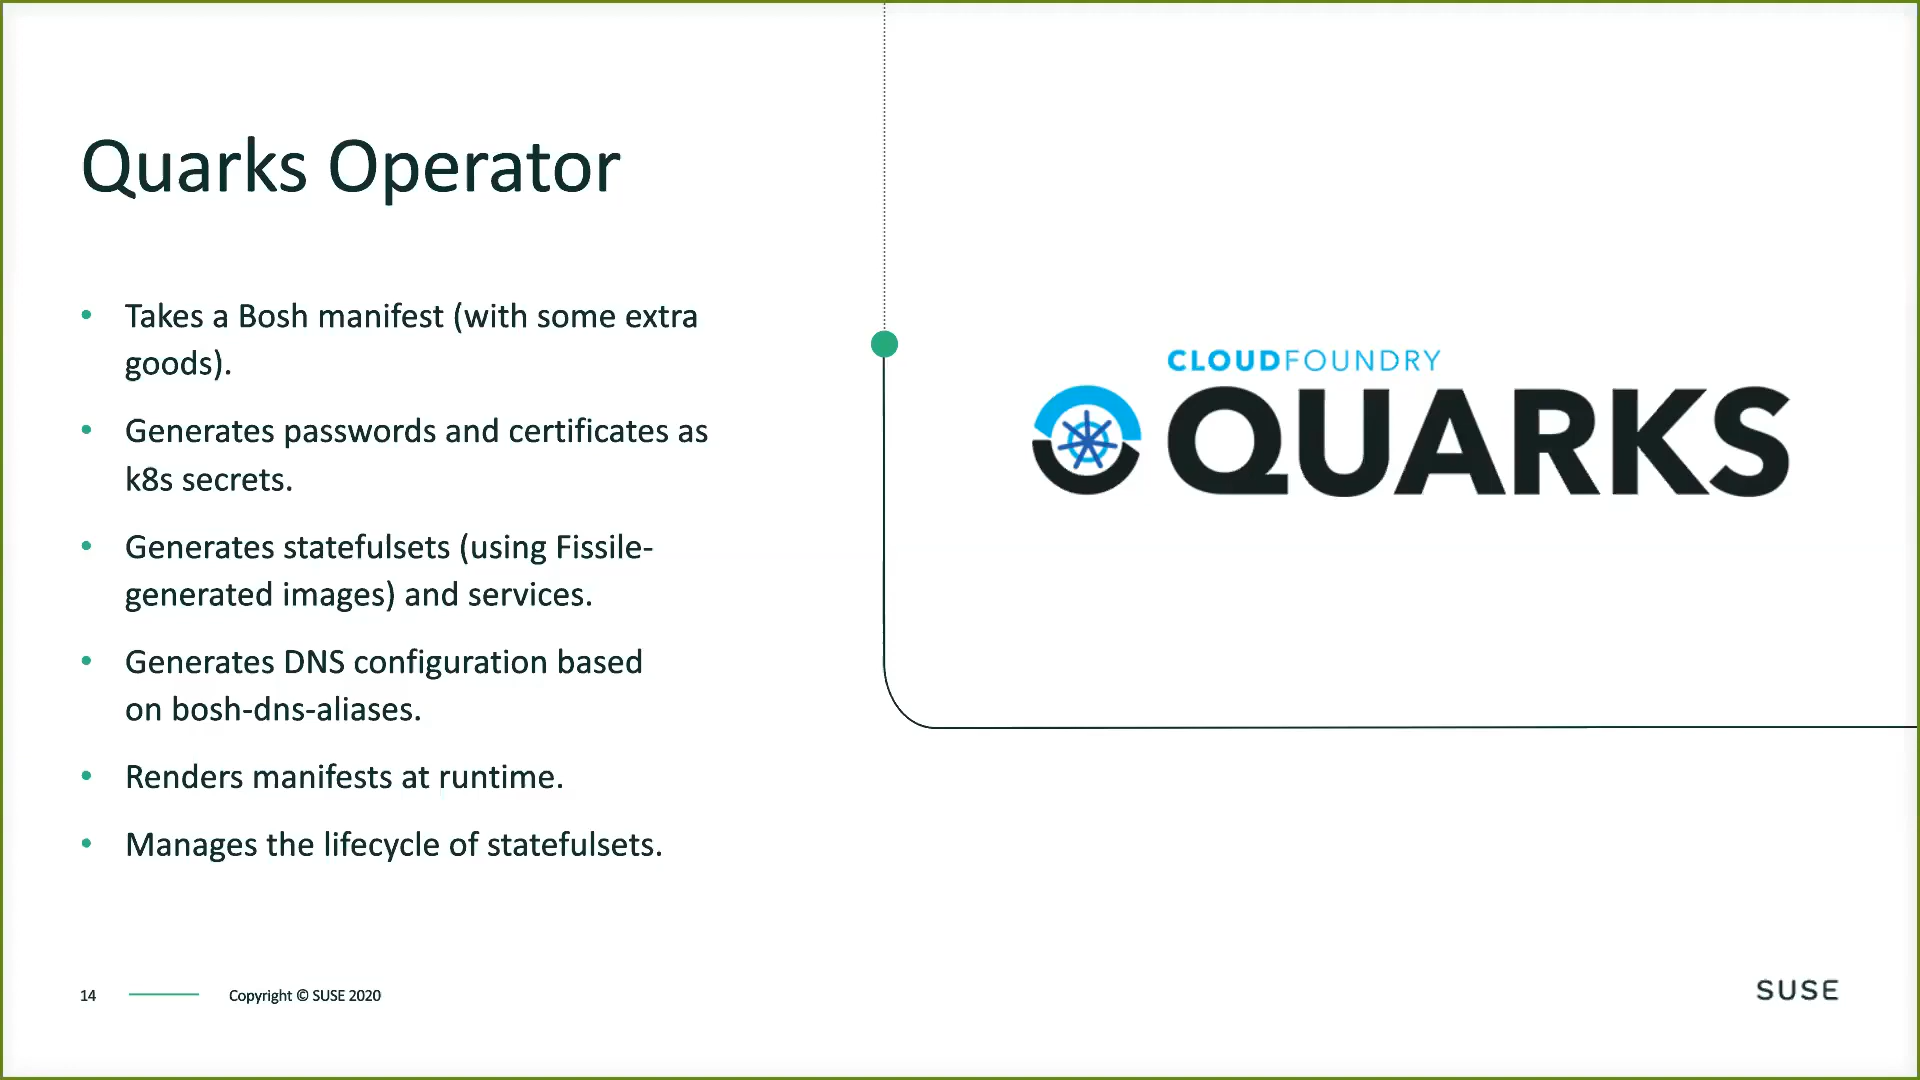 Quarks Operator
• Takes a Bosh manifest (with some extra
goods).
• Generates passwords and certificates as
k8s secrets.
• Generates statefulsets (using Fissile-
generated images) and services.
• Generates DNS configuration based
on bosh-dns-aliases.
• Renders manifests at runtime.
• Manages the lifecycle of statefulsets.
CLOUDFOUNDRY
QUARKS
14
Copyright © SUSE 2020
SUSE